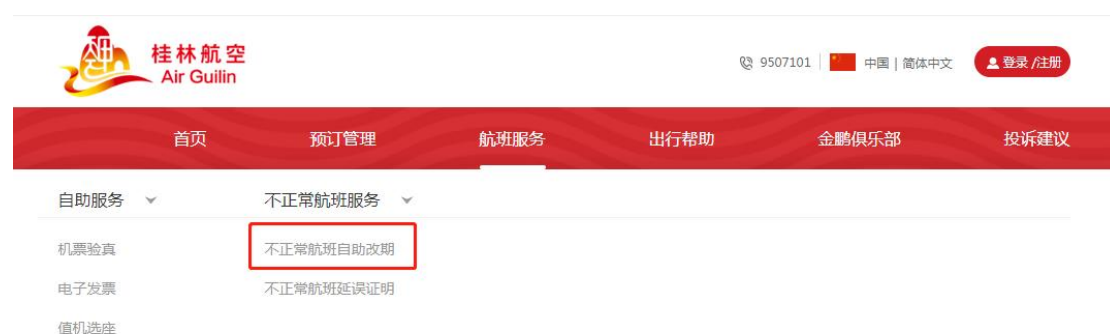 桂林航空
Air Guilin
9507101 中国 | 简体中文 登录 /注册
首页 预订管理 航班服务 出行帮助 金鹏俱乐部 投诉建议
自助服务 不正常航班服务
机票验真 不正常航班自助改期
电子发票 不正常航班延误证明
值机选座